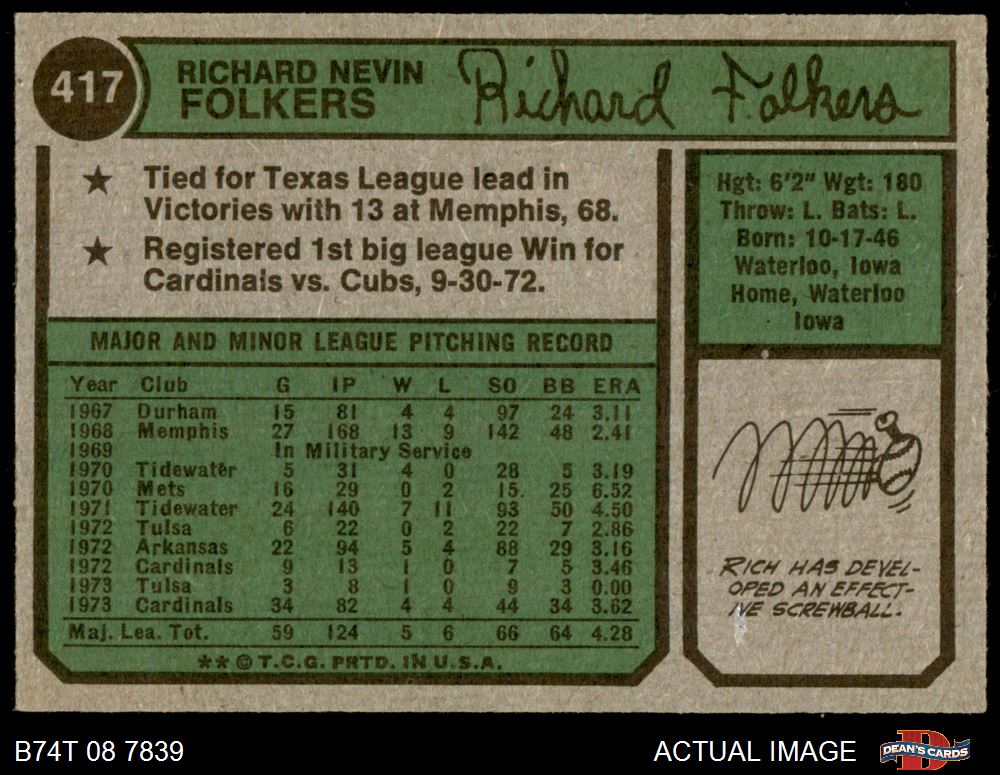 417
RICHARD NEVIN
FOLKERS
Richard Folkers
★ Tied for Texas League lead in
Victories with 13 at Memphis, 68.
★ Registered 1st big league Win for
Cardinals vs. Cubs, 9-30-72.
Hgt: 6'2" Wgt: 180
Throw: L. Bats: L.
Born: 10-17-46
Waterloo, Iowa
Home, Waterloo
Iowa
MAJOR AND MINOR LEAGUE PITCHING RECORD
Year Club G IP W L SO BB ERA
1967 Durham 15 81 4 4 97 24 3.11
1968 Memphis 27 168 13 9 142 48 2.41
1969 In Military Service
1970 Tidewater 5 31 4 0 28 5 3.19
1970 Mets 16 29 0 2 15. 25 6.52
1971 Tidewater 24 140 7 11 93 50 4.50
1972 Tulsa 6 22 0 2 22 7 2.86
1972 Arkansas 22 94 5 4 88 29 3.16
1972 Cardinals 9 13 1 0 7 5 3.46
1973 Tulsa 3 8 1 0 9 3 0.00
1973 Cardinals 34 82 4 4 44 34 3.62
Maj. Lea. Tot. 59 124 5 6 66 64 4.28
** © T.C.G. PRTD. IN U.S.A.
RICH HAS DEVEL-
OPED AN EFFECT-
IVE SCREWBALL.
B74T 08 7839
ACTUAL IMAGE
DEAN'S CARDS